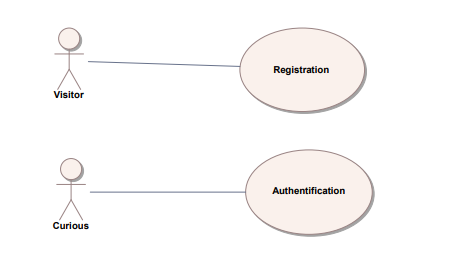 Registration
Visitor
Authentification
Curious